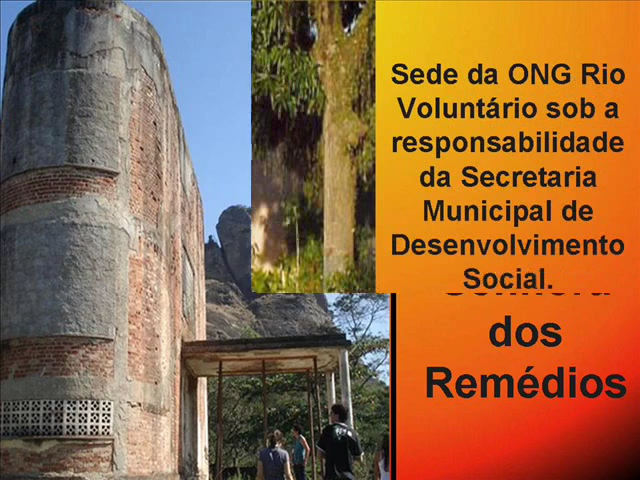 Sede da ONG Rio
Voluntário sob a
responsabilidade
da Secretaria
Municipal de
Desenvolvimento
Social.
dos
Remédios